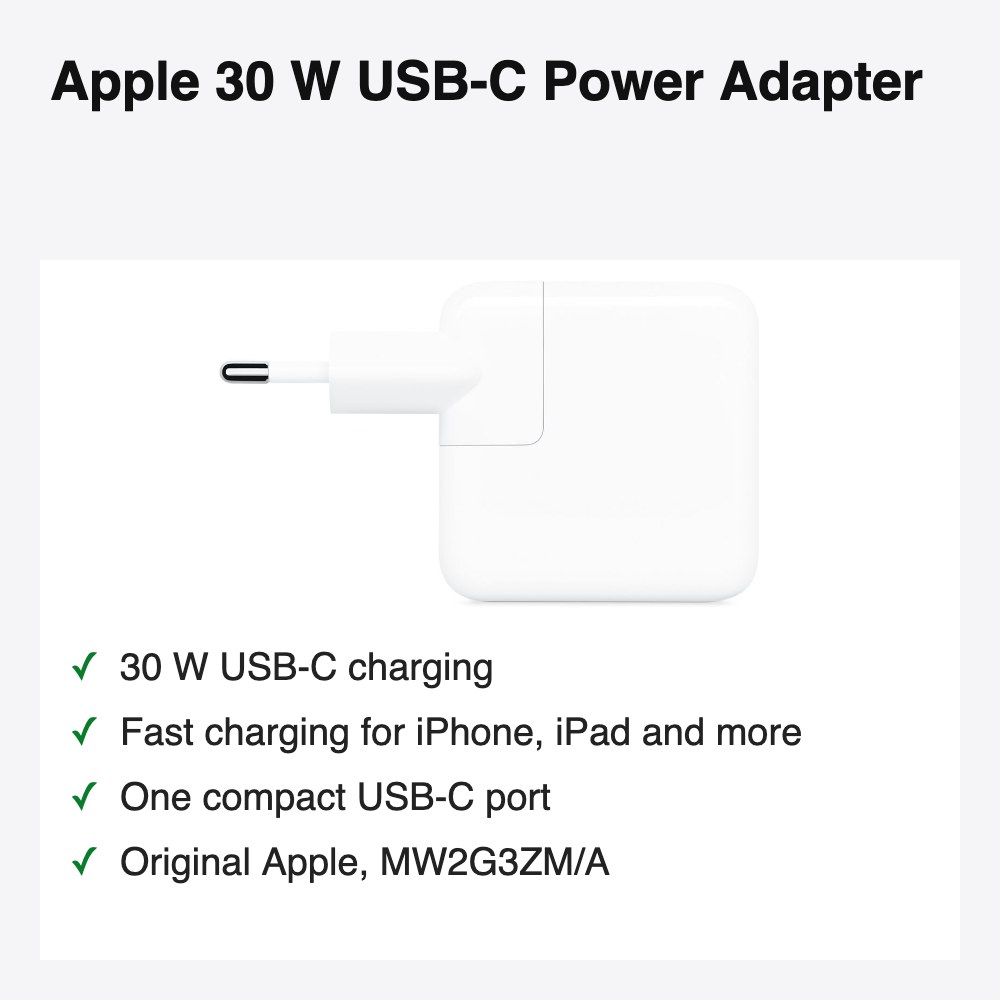 Apple 30 W USB-C Power Adapter
✓ 30 W USB-C charging
✓ Fast charging for iPhone, iPad and more
✓ One compact USB-C port
✓ Original Apple, MW2G3ZM/A